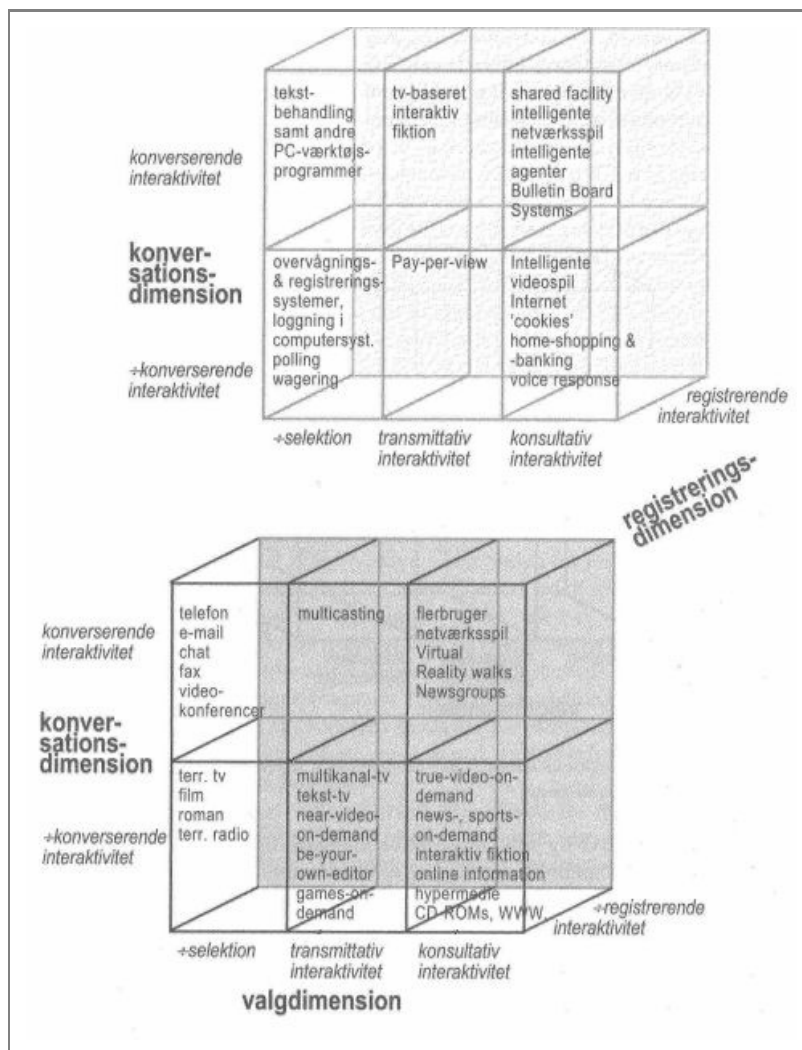 tekst-
behandling
samt andre
PC-værktøjs-
programmer
tv-baseret
interaktiv
fiktion
shared facility
intelligente
netværksspil
intelligente
agenter
Bulletin Board
Systems
konverserende
interaktivitet
konver-
sations-
dimension
overvågnings-
& registrerings-
systemer,
loggning i
computersyst.
polling
wagering
Pay-per-view
Intelligente
videospil
Internet
'cookies'
home-shopping &
-banking
voice response
÷konverserende
interaktivitet
÷selektion
transmittativ
interaktivitet
konsultativ
interaktivitet
registrerende
interaktivitet
registrerings-
dimension
telefon
e-mail
chat
fax
video-
konferencer
multicasting
flerbruger
netværksspil
Virtual
Reality walks
Newsgroups
konverserende
interaktivitet
konver-
sations-
dimension
terr. tv
film
roman
terr. radio
multikanal-tv
tekst-tv
near-video-
on-demand
be-your-
own-editor
games-on-
demand
true-video-on-
demand
news-, sports-
on-demand
interaktiv fiktion
online information
hypermedie
CD-ROMs, WWW,
÷konverserende
interaktivitet
÷selektion
transmittativ
interaktivitet
konsultativ
interaktivitet
÷registrerende
interaktivitet
valgdimension